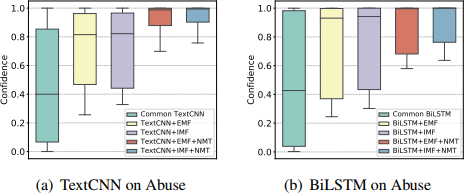 1.0
0.8
0.6
0.4
0.2
0.0
Confidence
Common TextCNN
TextCNN+EMF
TextCNN+IMF
TextCNN+EMF+NMT
TextCNN+IMF+NMT
(a) TextCNN on Abuse
1.0
0.8
0.6
0.4
0.2
0.0
Confidence
Common BiLSTM
BiLSTM+EMF
BiLSTM+IMF
BiLSTM+EMF+NMT
BiLSTM+IMF+NMT
(b) BiLSTM on Abuse